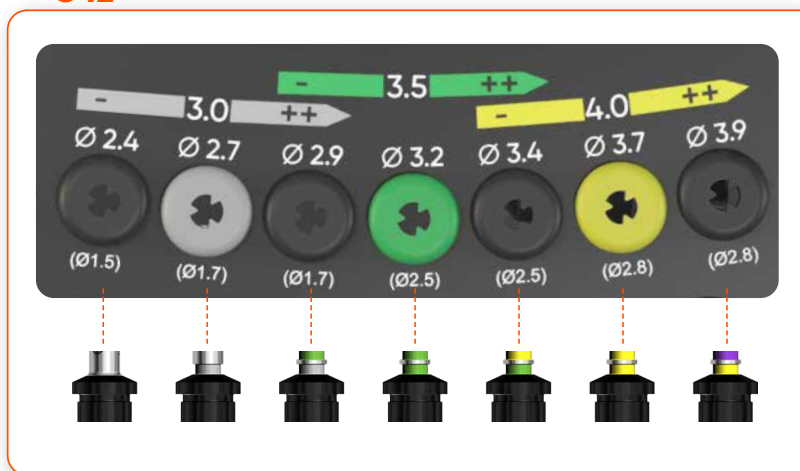 - 3.5 ++
- 3.0 ++
- 4.0 ++
Ø 2.4 Ø 2.7 Ø 2.9 Ø 3.2 Ø 3.4 Ø 3.7 Ø 3.9
(Ø1.5) (Ø1.7) (Ø1.7) (Ø2.5) (Ø2.5) (Ø2.8) (Ø2.8)